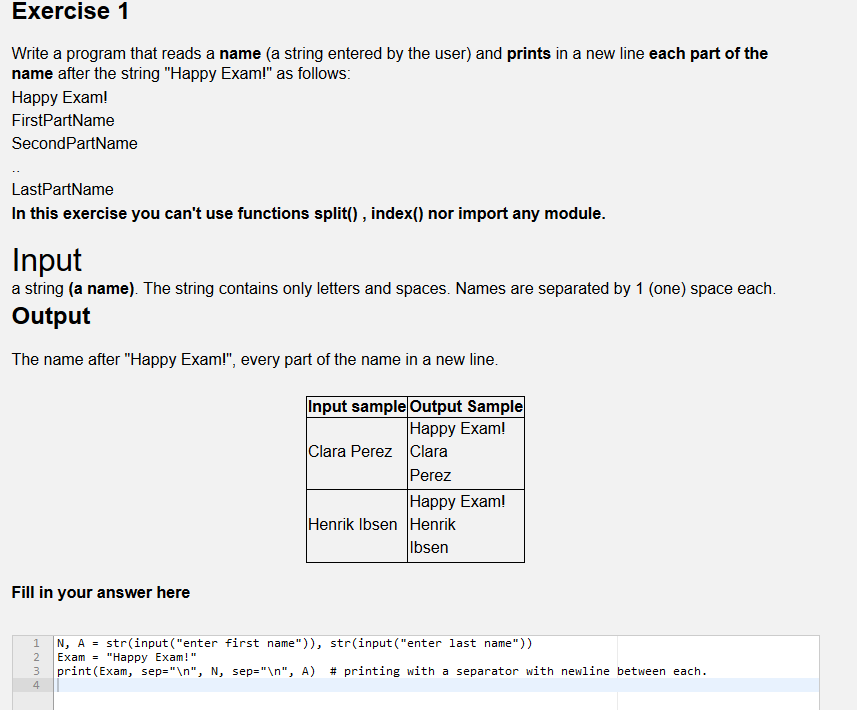 Exercise 1
Write a program that reads a name (a string entered by the user) and prints in a new line each part of the
name after the string "Happy Exam!" as follows:
Happy Exam!
FirstPartName
SecondPartName
..
LastPartName
In this exercise you can't use functions split() , index() nor import any module.
Input
a string (a name). The string contains only letters and spaces. Names are separated by 1 (one) space each.
Output
The name after "Happy Exam!", every part of the name in a new line.
Input sample Output Sample
Clara Perez
Happy Exam!
Clara
Perez
Henrik Ibsen
Happy Exam!
Henrik
Ibsen
Fill in your answer here
1 N, A = str(input("enter first name")), str(input("enter last name"))
2 Exam = "Happy Exam!"
3 print(Exam, sep="\n", N, sep="\n", A)  # printing with a separator with newline between each.
4